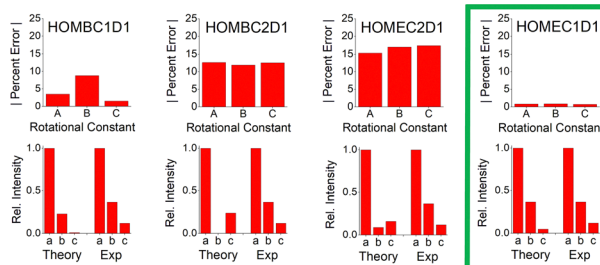 HOMBC1D1
| Percent Error |
25
20
15
10
5
0
A B C
Rotational Constant
HOMBC2D1
| Percent Error |
25
20
15
10
5
0
A B C
Rotational Constant
HOMEC2D1
| Percent Error |
25
20
15
10
5
0
A B C
Rotational Constant
HOMEC1D1
| Percent Error |
25
20
15
10
5
0
A B C
Rotational Constant
Rel. Intensity
1.0
0.5
0.0
a b c a b c
Theory Exp
Rel. Intensity
1.0
0.5
0.0
a b c a b c
Theory Exp
Rel. Intensity
1.0
0.5
0.0
a b c a b c
Theory Exp
Rel. Intensity
1.0
0.5
0.0
a b c a b c
Theory Exp